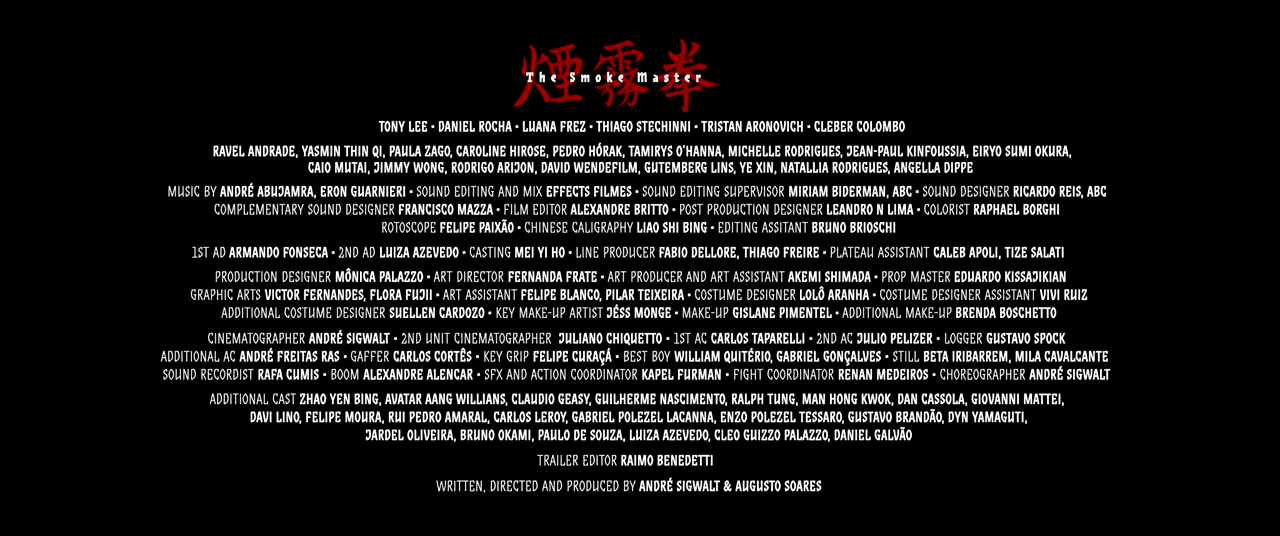 煙霧拳
The Smoke Master
TONY LEE • DANIEL ROCHA • LUANA FREZ • THIAGO STECHINNI • TRISTAN ARONOVICH • CLEBER COLOMBO
RAVEL ANDRADE, YASMIN THIN QI, PAULA ZAGO, CAROLINE HIROSE, PEDRO HÓRAK, TAMIRYS O'HANNA, MICHELLE RODRIGUES, JEAN-PAUL KINFOUSSIA, EIRYO SUMI OKURA,
CAIO MUTAI, JIMMY WONG, RODRIGO ARIJON, DAVID WENDEFILM, GUTEMBERG LINS, YE XIN, NATALLIA RODRIGUES, ANGELLA DIPPE
MUSIC BY ANDRÉ ABUJAMRA, ERON GUARNIERI • SOUND EDITING AND MIX EFFECTS FILMES • SOUND EDITING SUPERVISOR MIRIAM BIDERMAN, ABC • SOUND DESIGNER RICARDO REIS, ABC
COMPLEMENTARY SOUND DESIGNER FRANCISCO MAZZA • FILM EDITOR ALEXANDRE BRITTO • POST PRODUCTION DESIGNER LEANDRO N LIMA • COLORIST RAPHAEL BORGHI
ROTOSCOPE FELIPE PAIXÃO • CHINESE CALIGRAPHY LIAO SHI BING • EDITING ASSITANT BRUNO BRIOSCHI
1ST AD ARMANDO FONSECA • 2ND AD LUIZA AZEVEDO • CASTING MEI YI HO • LINE PRODUCER FABIO DELLORE, THIAGO FREIRE • PLATEAU ASSISTANT CALEB APOLI, TIZE SALATI
PRODUCTION DESIGNER MÔNICA PALAZZO • ART DIRECTOR FERNANDA FRATE • ART PRODUCER AND ART ASSISTANT AKEMI SHIMADA • PROP MASTER EDUARDO KISSAJIKIAN
GRAPHIC ARTS VICTOR FERNANDES, FLORA FUJII • ART ASSISTANT FELIPE BLANCO, PILAR TEIXEIRA • COSTUME DESIGNER LOLÔ ARANHA • COSTUME DESIGNER ASSISTANT VIVI RUIZ
ADDITIONAL COSTUME DESIGNER SUELLEN CARDOZO • KEY MAKE-UP ARTIST JÉSS MONGE • MAKE-UP GISLANE PIMENTEL • ADDITIONAL MAKE-UP BRENDA BOSCHETTO
CINEMATOGRAPHER ANDRÉ SIGWALT • 2ND UNIT CINEMATOGRAPHER JULIANO CHIQUETTO • 1ST AC CARLOS TAPARELLI • 2ND AC JULIO PELIZER • LOGGER GUSTAVO SPOCK
ADDITIONAL AC ANDRÉ FREITAS RAS • GAFFER CARLOS CORTÊS • KEY GRIP FELIPE CURAÇÁ • BEST BOY WILLIAM QUITÉRIO, GABRIEL GONÇALVES • STILL BETA IRIBARREM, MILA CAVALCANTE
SOUND RECORDIST RAFA CUMIS • BOOM ALEXANDRE ALENCAR • SFX AND ACTION COORDINATOR KAPEL FURMAN • FIGHT COORDINATOR RENAN MEDEIROS • CHOREOGRAPHER ANDRÉ SIGWALT
ADDITIONAL CAST ZHAO YEN BING, AVATAR AANG WILLIANS, CLAUDIO GEASY, GUILHERME NASCIMENTO, RALPH TUNG, MAN HONG KWOK, DAN CASSOLA, GIOVANNI MATTEI,
DAVI LINO, FELIPE MOURA, RUI PEDRO AMARAL, CARLOS LEROY, GABRIEL POLEZEL LACANNA, ENZO POLEZEL TESSARO, GUSTAVO BRANDÃO, DYN YAMAGUTI,
JARDEL OLIVEIRA, BRUNO OKAMI, PAULO DE SOUZA, LUIZA AZEVEDO, CLEO GUIZZO PALAZZO, DANIEL GALVÃO
TRAILER EDITOR RAIMO BENEDETTI
WRITTEN, DIRECTED AND PRODUCED BY ANDRÉ SIGWALT & AUGUSTO SOARES